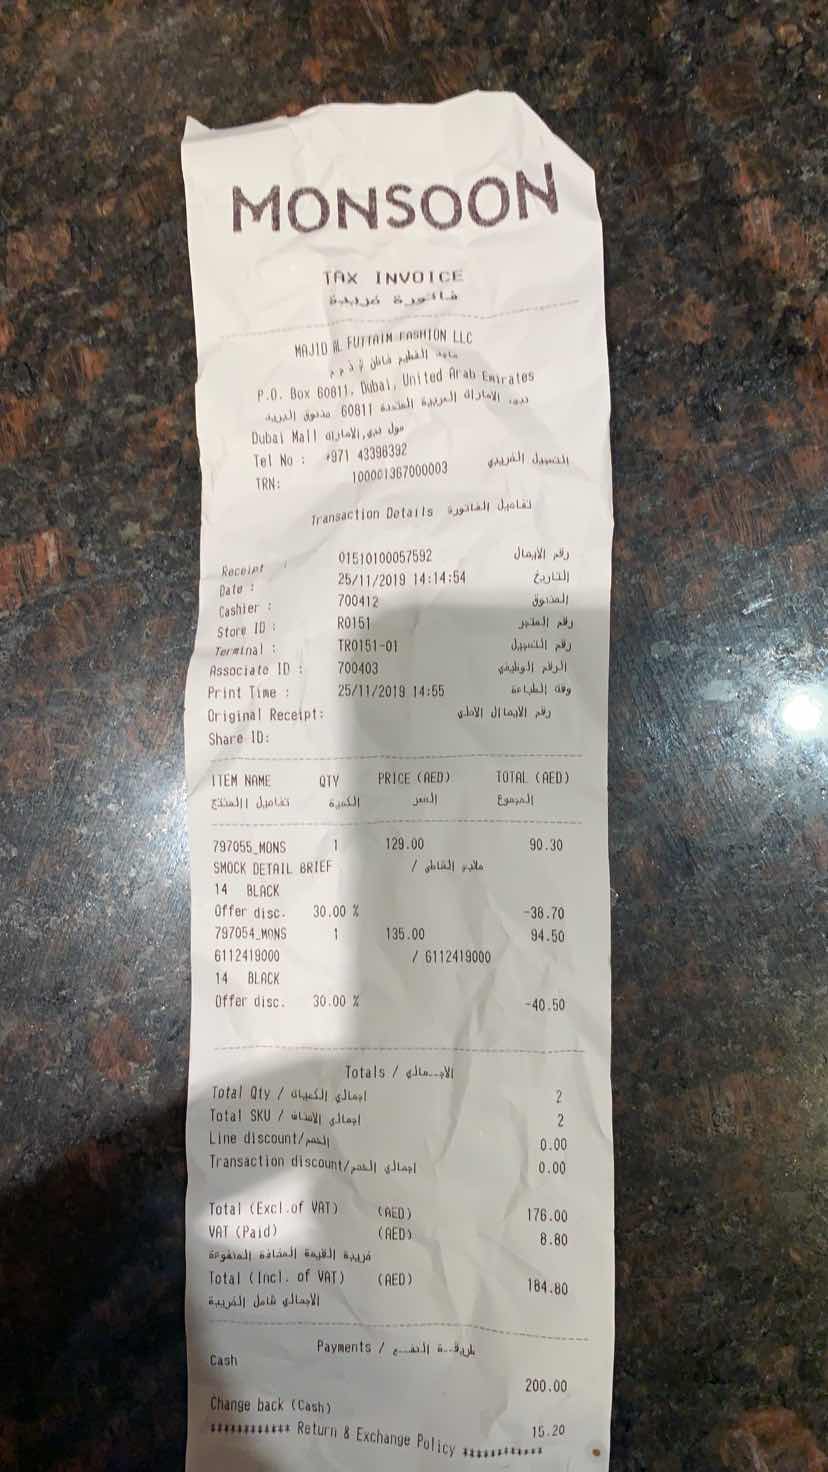 MONSOON
TAX INVOICE
فاتورة ضريبية
MAJID AL FUTTAIM FASHION LLC
ماجد الفطيم فاشن ذ م م
P.O. Box 60811, Dubai, United Arab Emirates
دبي, الامارات العربية المتحدة 60811 صندوق البريد
Dubai Mall مول دبي,الامارات
Tel No : +971 43398392
TRN: 100001367000003 التسجيل الضريبي
Transaction Details تفاصيل الفاتورة
Receipt : 01510100057592 رقم الايصال
Date : 25/11/2019 14:14:54 التاريخ
Cashier : 700412 الصندوق
Store ID : R0151 رقم المتجر
Terminal : TR0151-01 رقم التسجيل
Associate ID : 700403 الرقم الوظيفي
Print Time : 25/11/2019 14:55 وقت الطباعة
Original Receipt: رقم الايصال الاصلي
Share ID:
ITEM NAME QTY PRICE (AED) TOTAL (AED)
تفاصيل المنتج الكمية السعر المجموع
797055_MONS 1 129.00 90.30
SMOCK DETAIL BRIEF /
14 BLACK
Offer disc. 30.00 % -38.70
797054_MONS 1 135.00 94.50
6112419000 / 6112419000
14 BLACK
Offer disc. 30.00 % -40.50
Totals / الاجمالي
Total Qty / اجمالي الكميات 2
Total SKU / اجمالي الاصناف 2
Line discount/الخصم 0.00
Transaction discount/اجمالي الخصم 0.00
Total (Excl.of VAT) (AED) 176.00
VAT (Paid) (AED) 8.80
ضريبة القيمة المضافة المدفوعة
Total (Incl. of VAT) (AED) 184.80
الاجمالي شامل الضريبة
Payments / طريقة الدفع
Cash 200.00
Change back (Cash) 15.20
************ Return & Exchange Policy ************